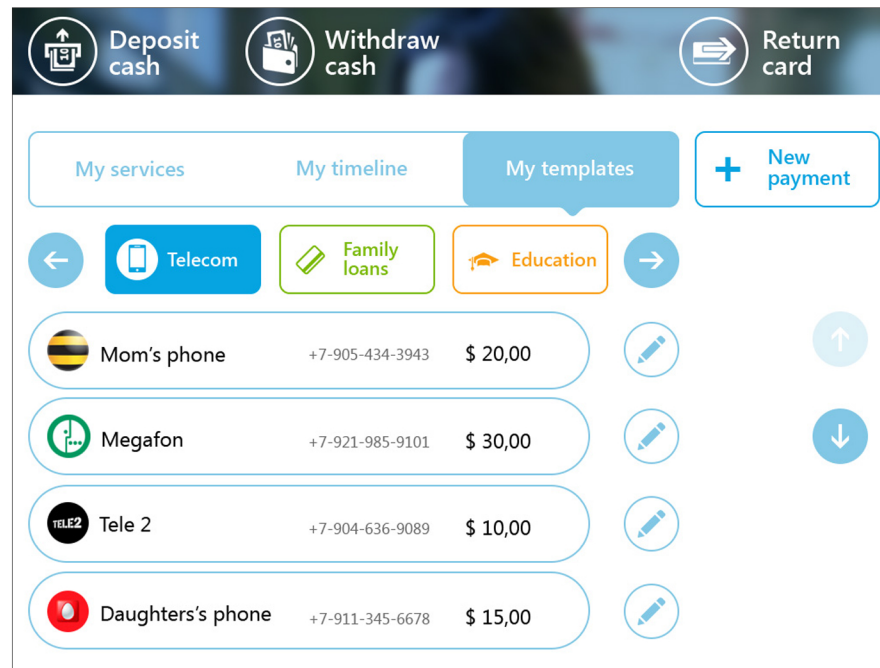 Deposit
cash
Withdraw
cash
Return
card
My services
My timeline
My templates
New
payment
Telecom
Family
loans
Education
Mom's phone +7-905-434-3943 $ 20,00
Megafon +7-921-985-9101 $ 30,00
TELE2 Tele 2 +7-904-636-9089 $ 10,00
Daughters's phone +7-911-345-6678 $ 15,00